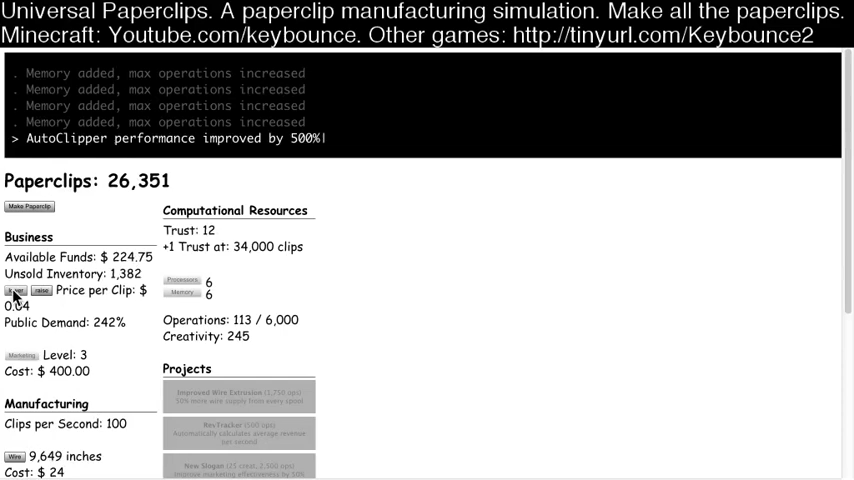 Universal Paperclips. A paperclip manufacturing simulation. Make all the paperclips.
Minecraft: Youtube.com/keybounce. Other games: http://tinyurl.com/Keybounce2
. Memory added, max operations increased
. Memory added, max operations increased
. Memory added, max operations increased
. Memory added, max operations increased
> AutoClipper performance improved by 500%|
Paperclips: 26,351
Make Paperclip
Business
Available Funds: $ 224.75
Unsold Inventory: 1,382
raise Price per Clip: $
0.04
Public Demand: 242%
Marketing Level: 3
Cost: $ 400.00
Manufacturing
Clips per Second: 100
Wire 9,649 inches
Cost: $ 24
Computational Resources
Trust: 12
+1 Trust at: 34,000 clips
Processors 6
Memory 6
Operations: 113 / 6,000
Creativity: 245
Projects
Improved Wire Extrusion (1,750 ops)
50% more wire supply from every spool
RevTracker (500 ops)
Automatically calculates average revenue
per second
New Slogan (25 creat, 2,500 ops)
Improve marketing effectiveness by 50%